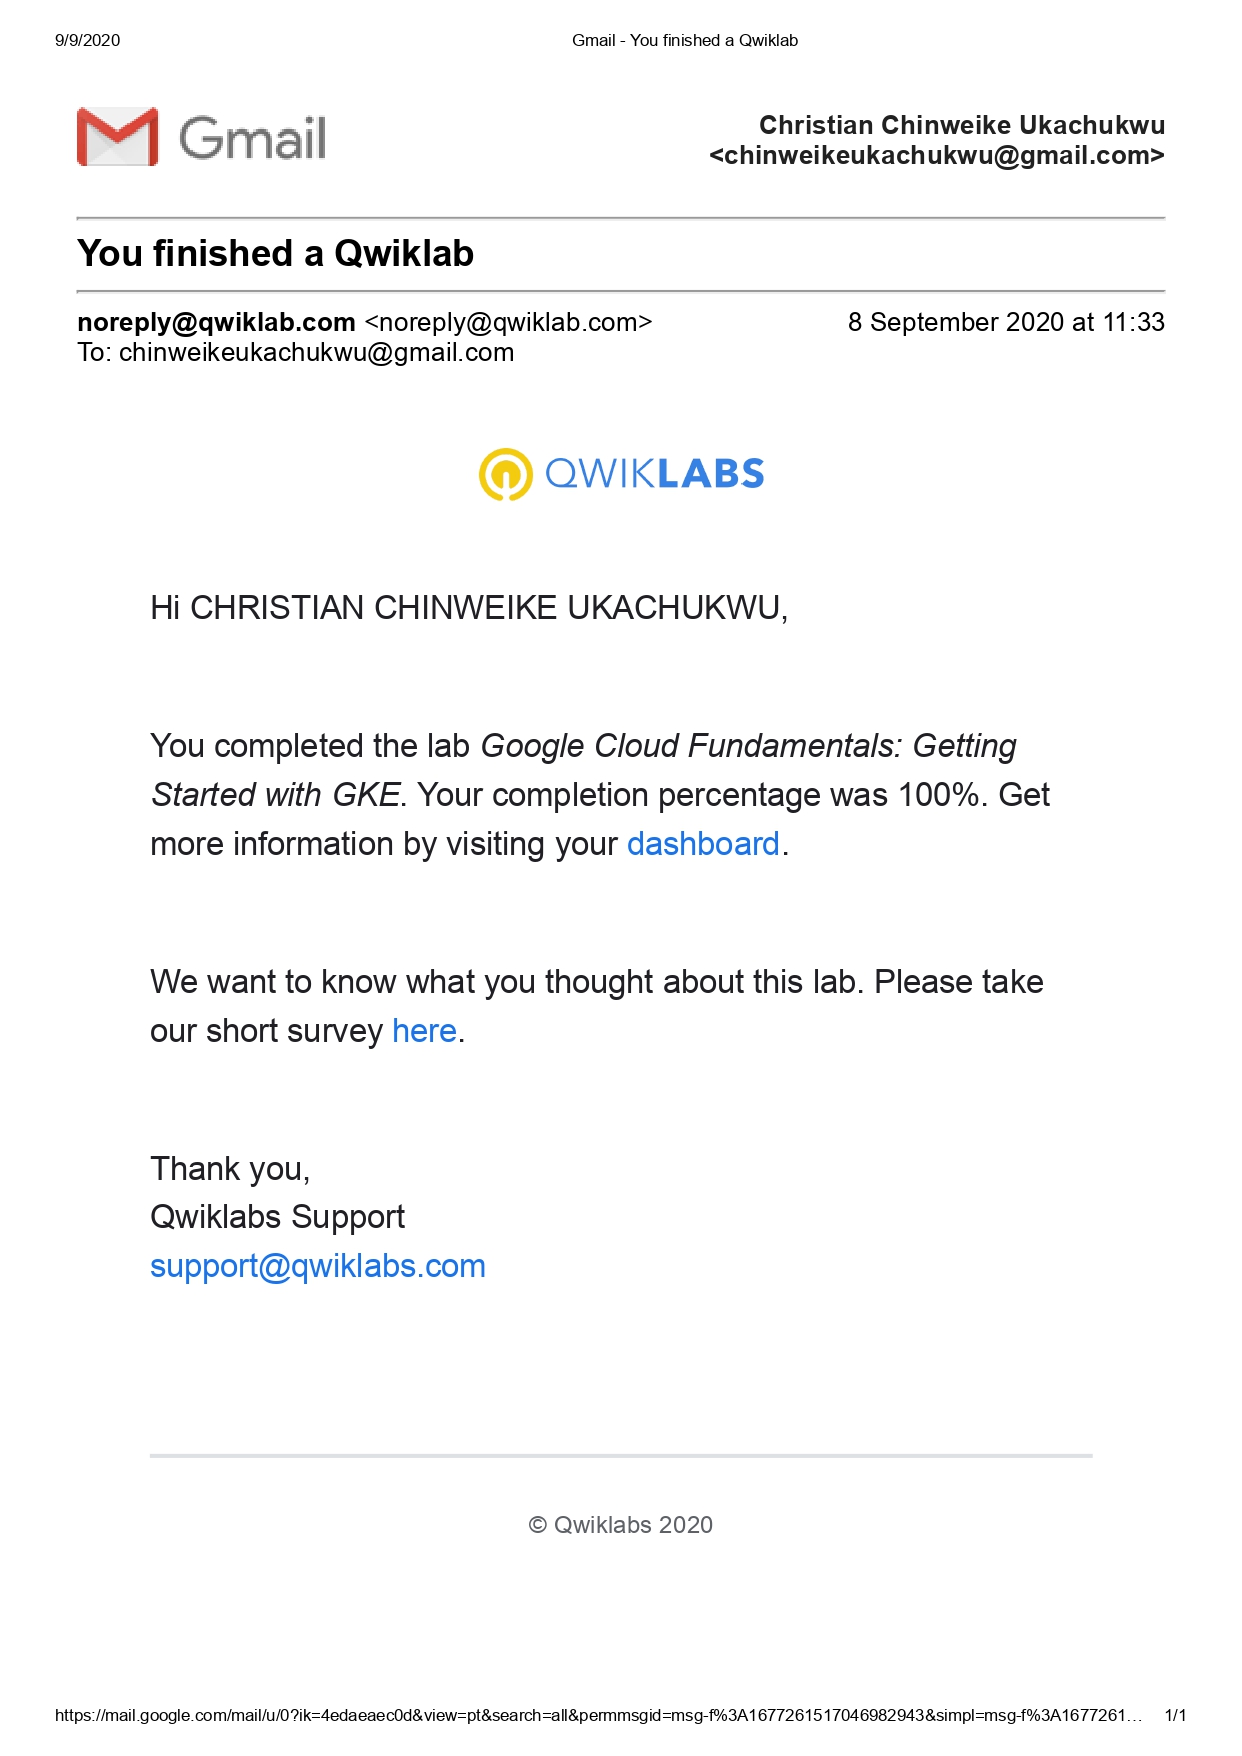 9/9/2020 Gmail - You finished a Qwiklab
Gmail
Christian Chinweike Ukachukwu
<chinweikeukachukwu@gmail.com>
You finished a Qwiklab
noreply@qwiklab.com <noreply@qwiklab.com> 8 September 2020 at 11:33
To: chinweikeukachukwu@gmail.com
QWIKLABS
Hi CHRISTIAN CHINWEIKE UKACHUKWU,
You completed the lab Google Cloud Fundamentals: Getting
Started with GKE. Your completion percentage was 100%. Get
more information by visiting your dashboard.
We want to know what you thought about this lab. Please take
our short survey here.
Thank you,
Qwiklabs Support
support@qwiklabs.com
© Qwiklabs 2020
https://mail.google.com/mail/u/0?ik=4edaeaec0d&view=pt&search=all&permmsgid=msg-f%3A1677261517046982943&simpl=msg-f%3A1677261… 1/1